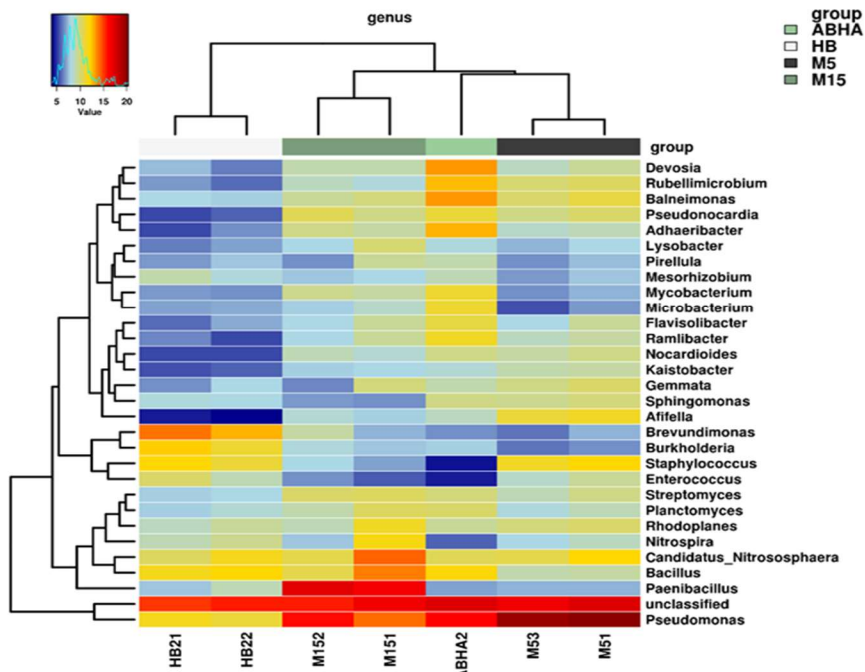 genus
5 10 15 20
Value
group
ABHA
HB
M5
M15
group
Devosia
Rubellimicrobium
Balneimonas
Pseudonocardia
Adhaeribacter
Lysobacter
Pirellula
Mesorhizobium
Mycobacterium
Microbacterium
Flavisolibacter
Ramlibacter
Nocardioides
Kaistobacter
Gemmata
Sphingomonas
Afifella
Brevundimonas
Burkholderia
Staphylococcus
Enterococcus
Streptomyces
Planctomyces
Rhodoplanes
Nitrospira
Candidatus_Nitrososphaera
Bacillus
Paenibacillus
unclassified
Pseudomonas
HB21
HB22
M152
M151
ABHA2
M53
M51